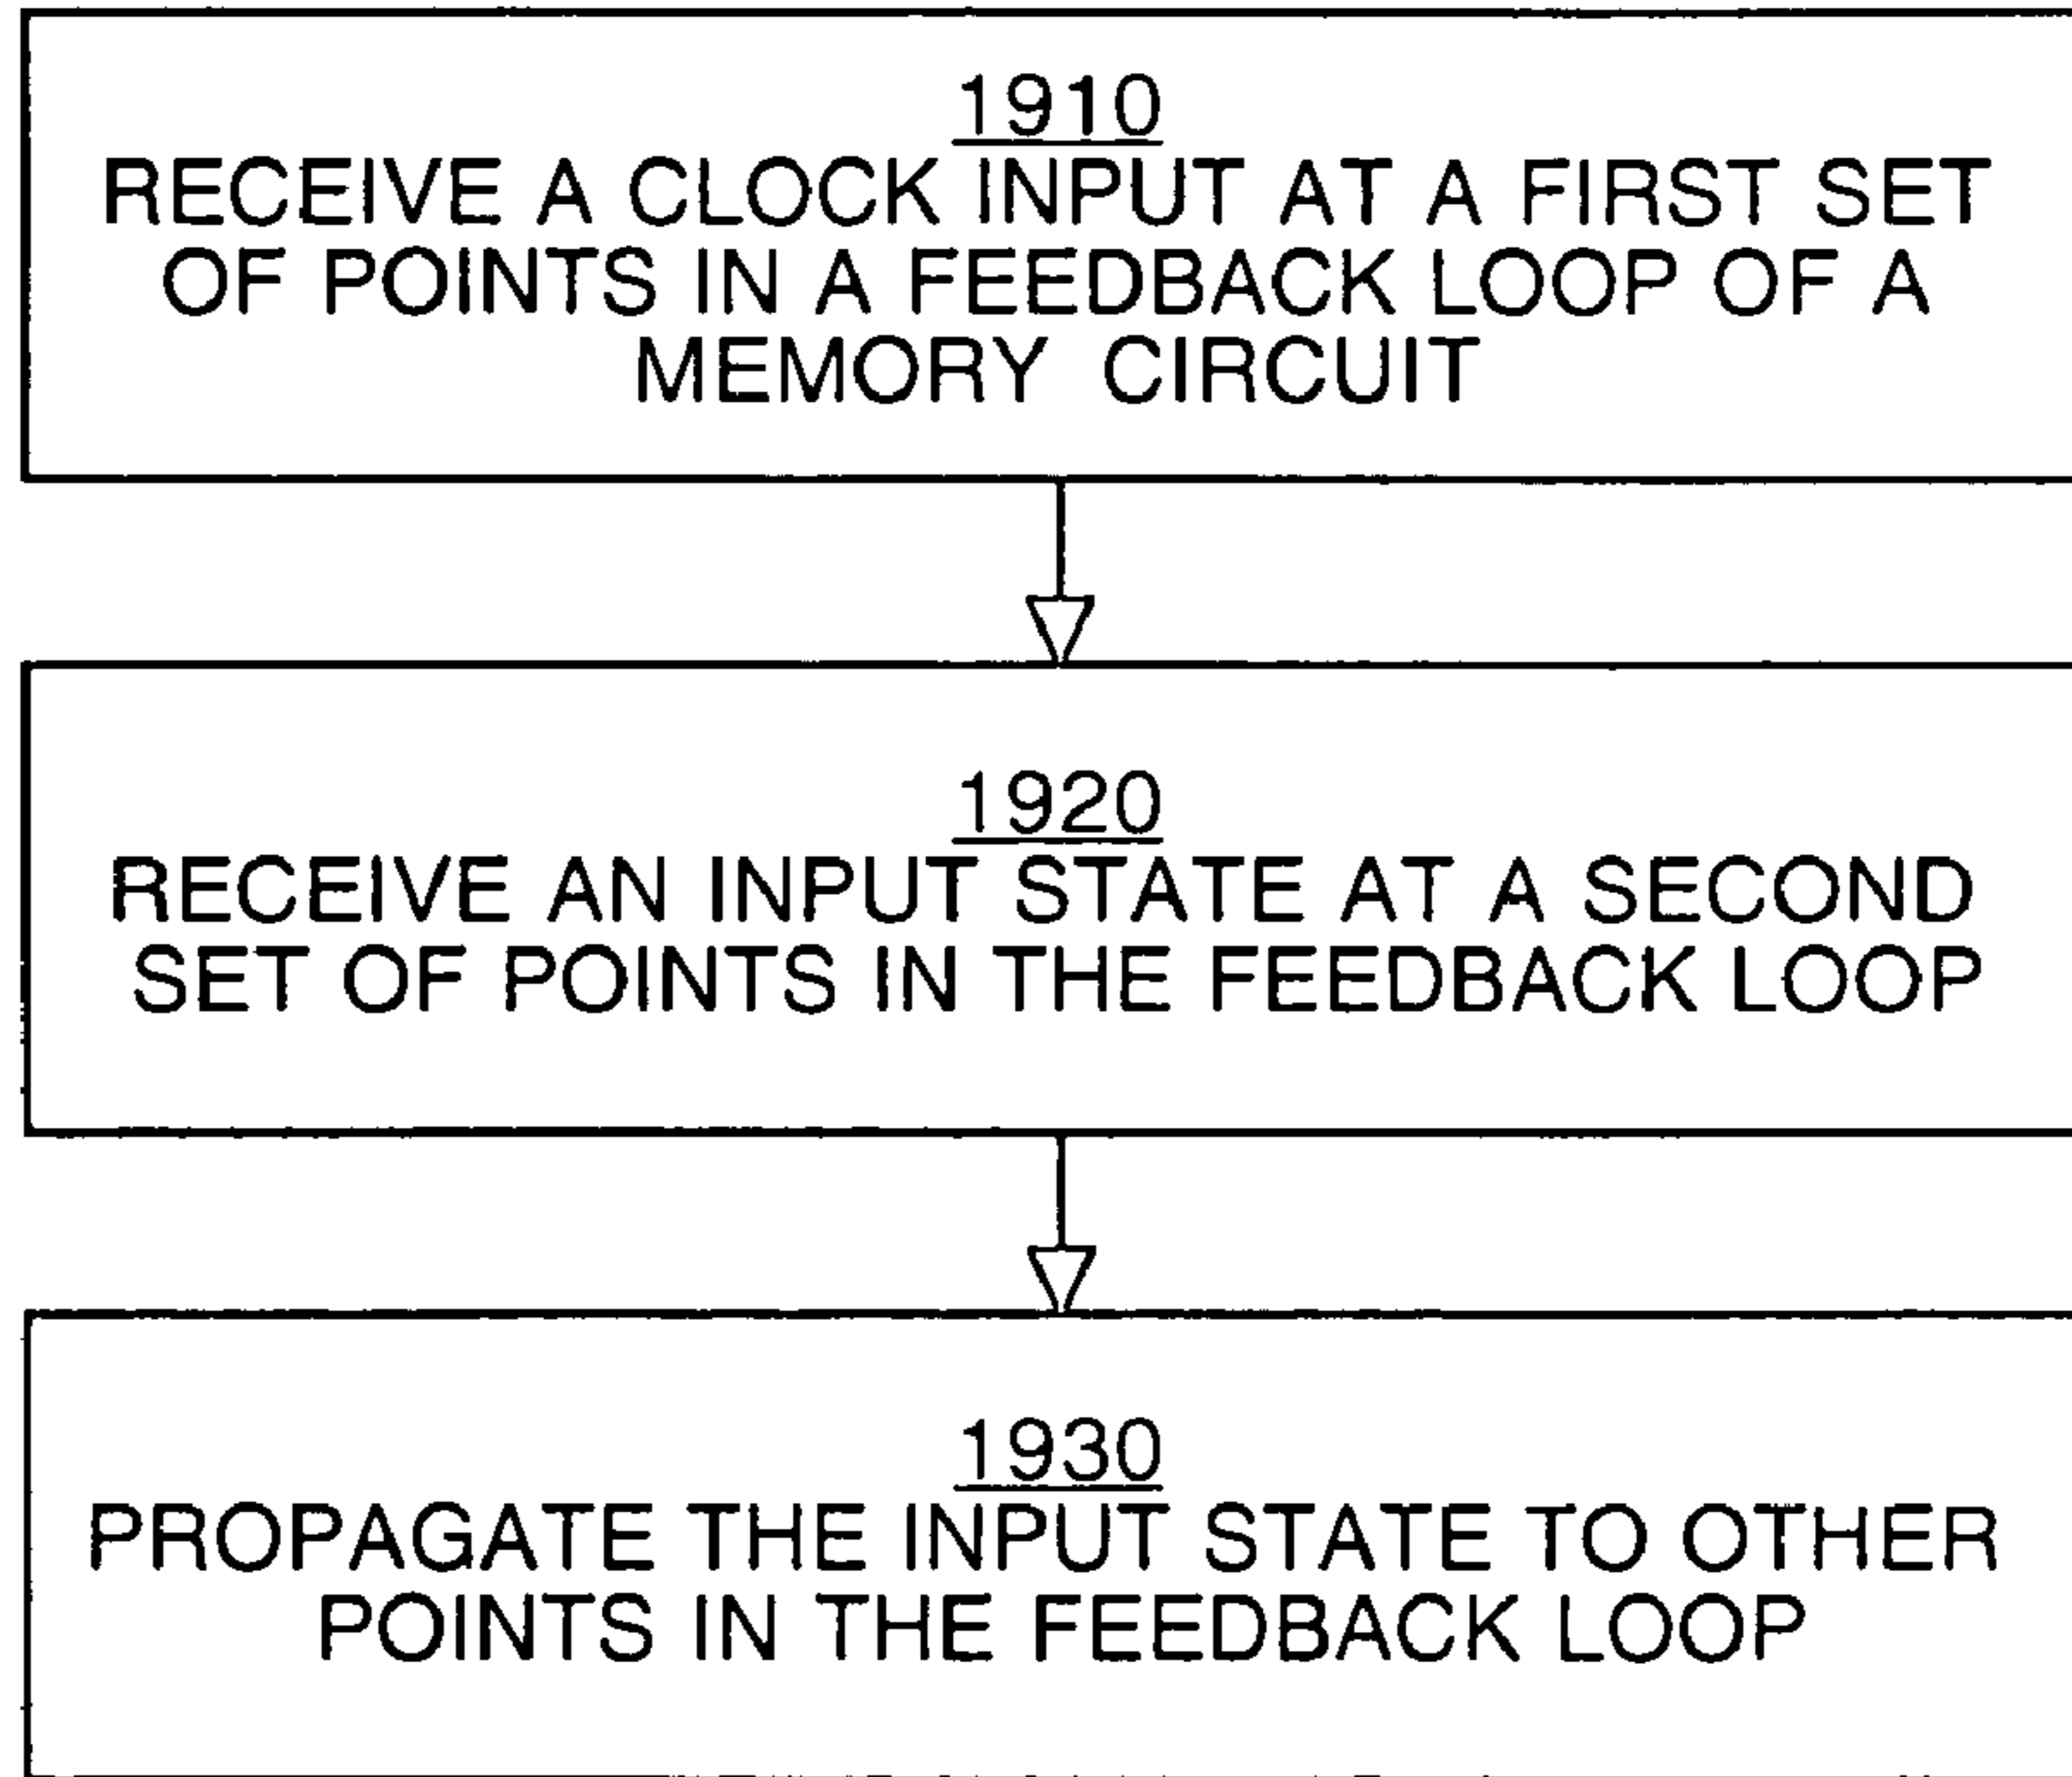 1910
RECEIVE A CLOCK INPUT AT A FIRST SET
OF POINTS IN A FEEDBACK LOOP OF A
MEMORY CIRCUIT
1920
RECEIVE AN INPUT STATE AT A SECOND
SET OF POINTS IN THE FEEDBACK LOOP
1930
PROPAGATE THE INPUT STATE TO OTHER
POINTS IN THE FEEDBACK LOOP